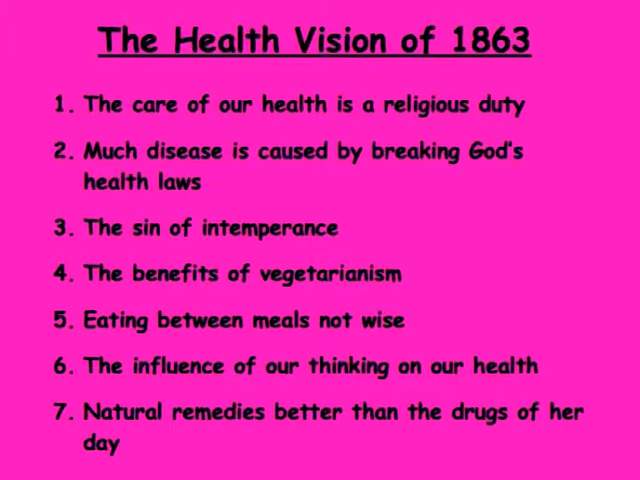 The Health Vision of 1863
1. The care of our health is a religious duty
2. Much disease is caused by breaking God's
health laws
3. The sin of intemperance
4. The benefits of vegetarianism
5. Eating between meals not wise
6. The influence of our thinking on our health
7. Natural remedies better than the drugs of her
day